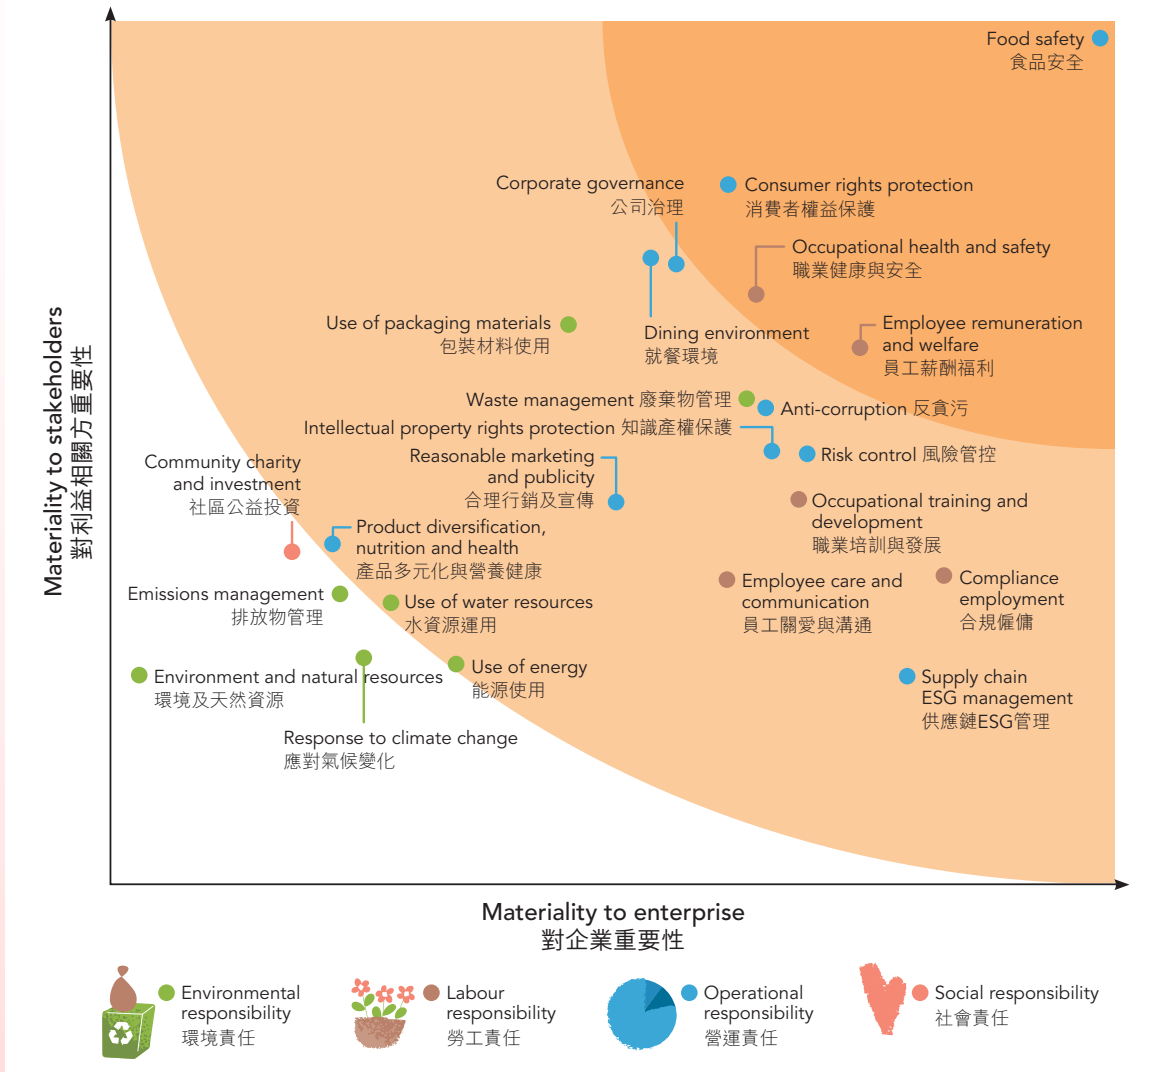 Food safety
食品安全
Corporate governance
公司治理
Consumer rights protection
消費者權益保護
Occupational health and safety
職業健康與安全
Use of packaging materials
包裝材料使用
Dining environment
就餐環境
Employee remuneration
and welfare
員工薪酬福利
Waste management 廢棄物管理
Anti-corruption 反貪污
Intellectual property rights protection 知識產權保護
Risk control 風險管控
Reasonable marketing
and publicity
合理行銷及宣傳
Community charity
and investment
社區公益投資
Occupational training and
development
職業培訓與發展
Product diversification,
nutrition and health
產品多元化與營養健康
Emissions management
排放物管理
Use of water resources
水資源運用
Employee care and
communication
員工關愛與溝通
Compliance
employment
合規僱傭
Environment and natural resources
環境及天然資源
Use of energy
能源使用
Supply chain
ESG management
供應鏈ESG管理
Response to climate change
應對氣候變化
Materiality to stakeholders
對利益相關方重要性
Materiality to enterprise
對企業重要性
Environmental
responsibility
環境責任
Labour
responsibility
勞工責任
Operational
responsibility
營運責任
Social responsibility
社會責任